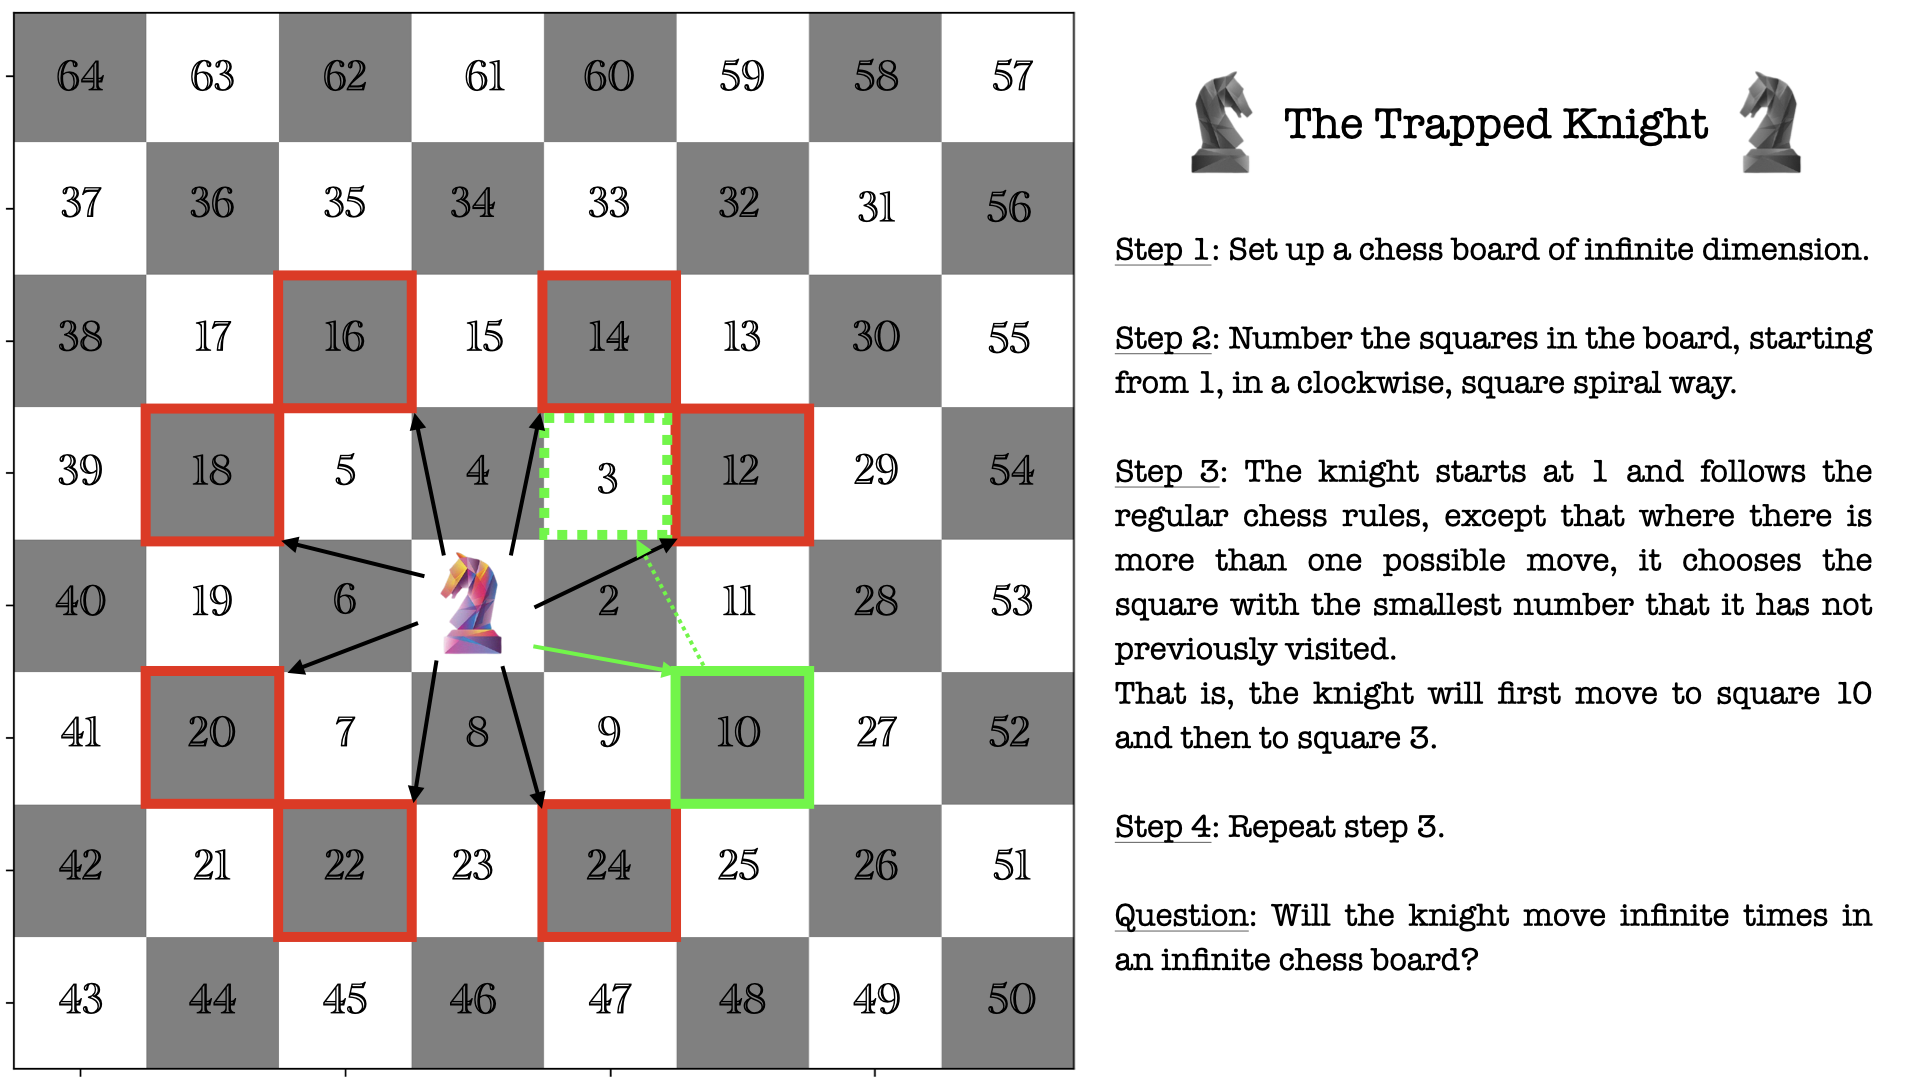 64 63 62 61 60 59 58 57
37 36 35 34 33 32 31 56
38 17 16 15 14 13 30 55
39 18 5 4 3 12 29 54
40 19 6 2 11 28 53
41 20 7 8 9 10 27 52
42 21 22 23 24 25 26 51
43 44 45 46 47 48 49 50
The Trapped Knight
Step 1: Set up a chess board of infinite dimension.
Step 2: Number the squares in the board, starting
from 1, in a clockwise, square spiral way.
Step 3: The knight starts at 1 and follows the
regular chess rules, except that where there is
more than one possible move, it chooses the
square with the smallest number that it has not
previously visited.
That is, the knight will first move to square 10
and then to square 3.
Step 4: Repeat step 3.
Question: Will the knight move infinite times in
an infinite chess board?